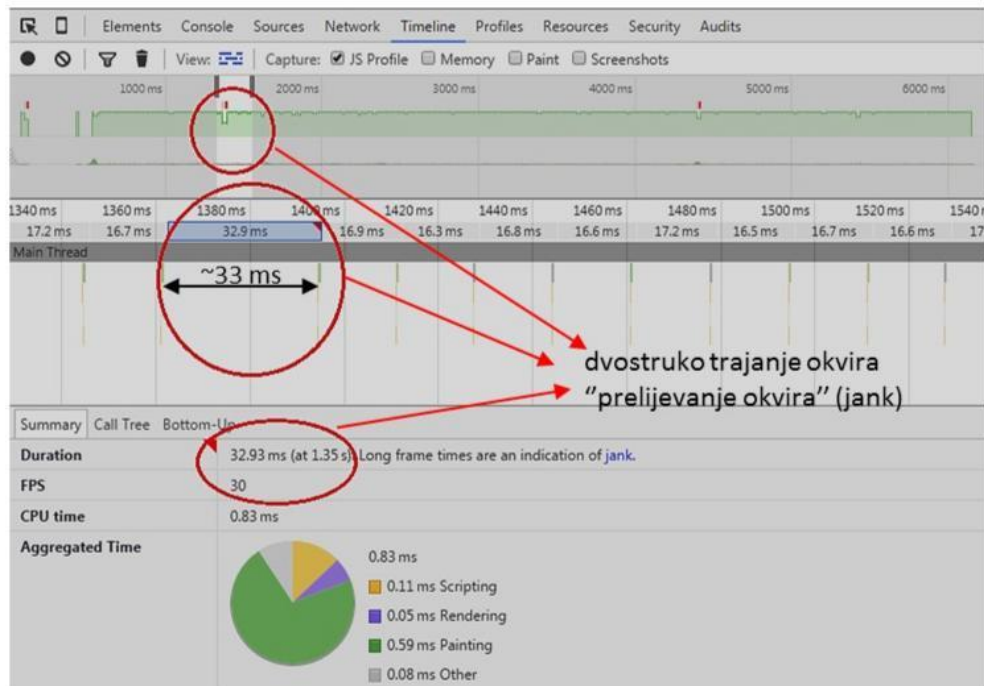 Elements Console Sources Network Timeline Profiles Resources Security Audits
View: Capture: JS Profile Memory Paint Screenshots
1000 ms 2000 ms 3000 ms 4000 ms 5000 ms 6000 ms
1340 ms 1360 ms 1380 ms 1400 ms 1420 ms 1440 ms 1460 ms 1480 ms 1500 ms 1520 ms 1540
17.2 ms 16.7 ms 32.9 ms 16.9 ms 16.3 ms 16.8 ms 16.6 ms 17.2 ms 16.5 ms 16.7 ms 16.6 ms 17
Main Thread
~33 ms
dvostruko trajanje okvira
“prelijevanje okvira” (jank)
Summary Call Tree Bottom-Up
Duration 32.93 ms (at 1.35 s) Long frame times are an indication of jank.
FPS 30
CPU time 0.83 ms
Aggregated Time
0.83 ms
0.11 ms Scripting
0.05 ms Rendering
0.59 ms Painting
0.08 ms Other